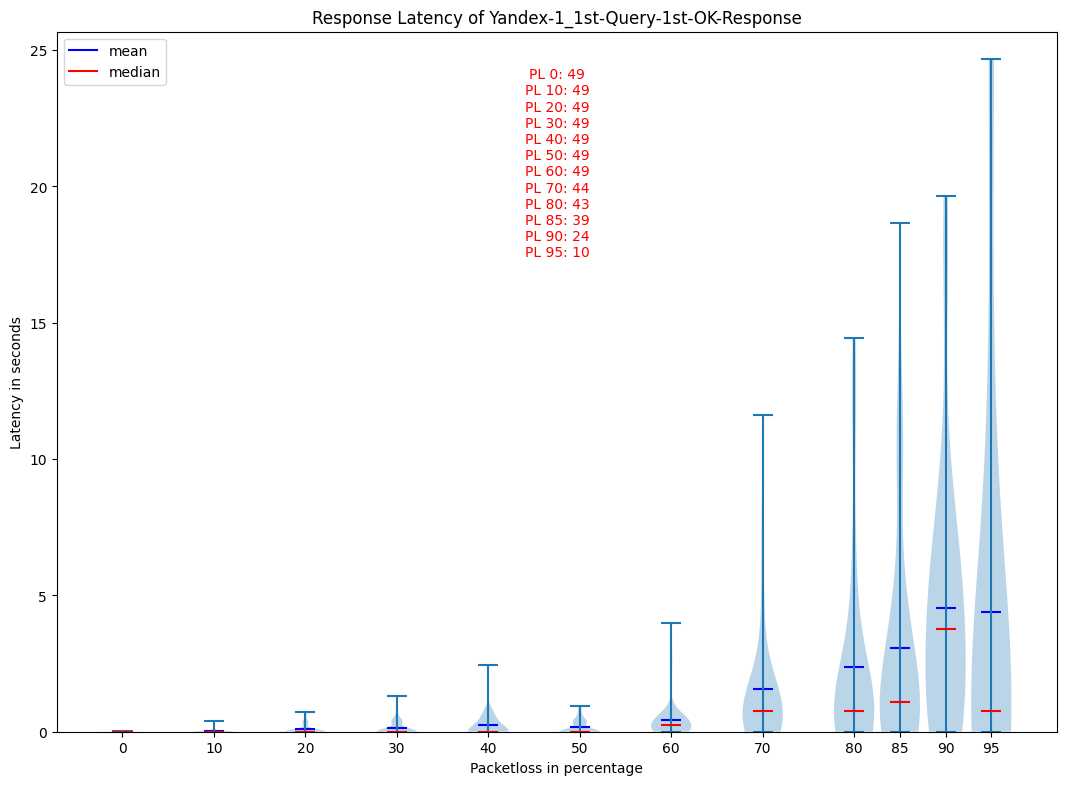 Response Latency of Yandex-1_1st-Query-1st-OK-Response
mean
median
PL 0: 49
PL 10: 49
PL 20: 49
PL 30: 49
PL 40: 49
PL 50: 49
PL 60: 49
PL 70: 44
PL 80: 43
PL 85: 39
PL 90: 24
PL 95: 10
Latency in seconds
25
20
15
10
5
0
0 10 20 30 40 50 60 70 80 85 90 95
Packetloss in percentage